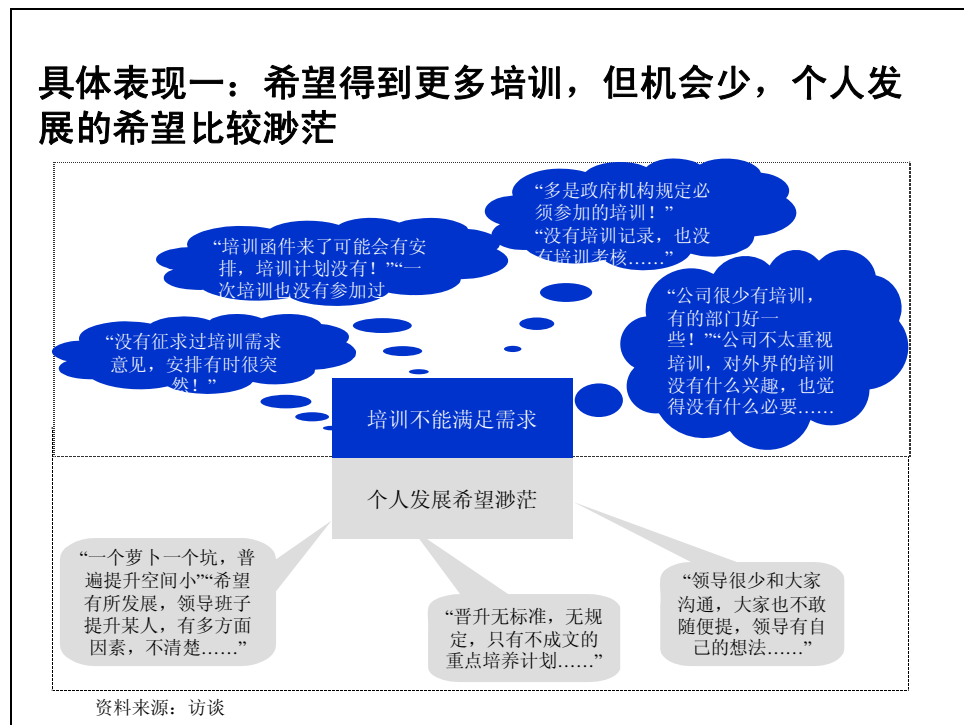 具体表现一：希望得到更多培训，但机会少，个人发
展的希望比较渺茫
“多是政府机构规定必
须参加的培训！”
“没有培训记录，也没
有培训考核……”
“培训函件来了可能会有安
排，培训计划没有！”“一
次培训也没有参加过
“公司很少有培训，
有的部门好一
些！”“公司不太重视
培训，对外界的培训
没有什么兴趣，也觉
得没有什么必要……
“没有征求过培训需求
意见，安排有时很突
然！”
培训不能满足需求
个人发展希望渺茫
“一个萝卜一个坑，普
遍提升空间小”“希望
有所发展，领导班子
提升某人，有多方面
因素，不清楚……”
“晋升无标准，无规
定，只有不成文的
重点培养计划……”
“领导很少和大家
沟通，大家也不敢
随便提，领导有自
己的想法……”
资料来源：访谈